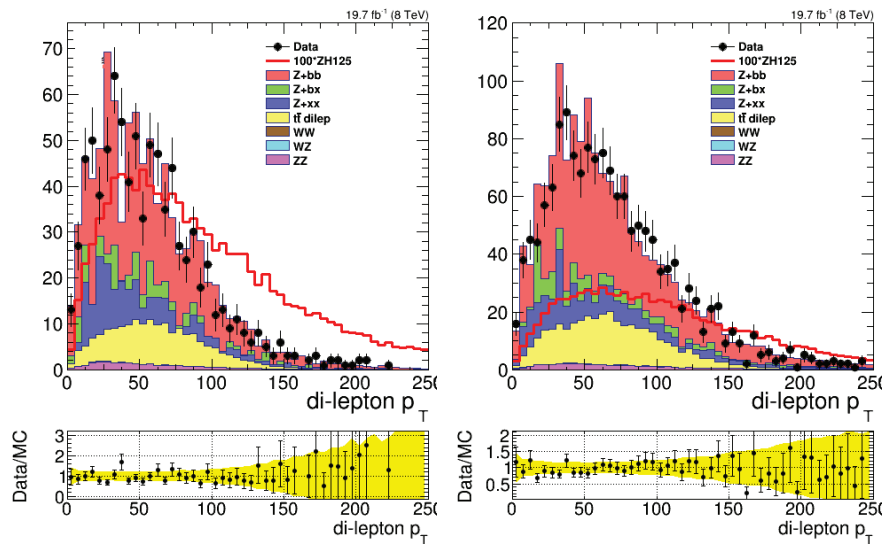 19.7 fb⁻¹ (8 TeV)
70
60
50
40
30
20
10
0
Data
100*ZH125
Z+bb
Z+bx
Z+xx
tt̄ dilep
WW
WZ
ZZ
0 50 100 150 200 250
di-lepton p_T
Data/MC
3
2
1
0
0 50 100 150 200 250
di-lepton p_T
19.7 fb⁻¹ (8 TeV)
120
100
80
60
40
20
0
Data
100*ZH125
Z+bb
Z+bx
Z+xx
tt̄ dilep
WW
WZ
ZZ
0 50 100 150 200 250
di-lepton p_T
Data/MC
2
1.5
1
0.5
0 50 100 150 200 250
di-lepton p_T